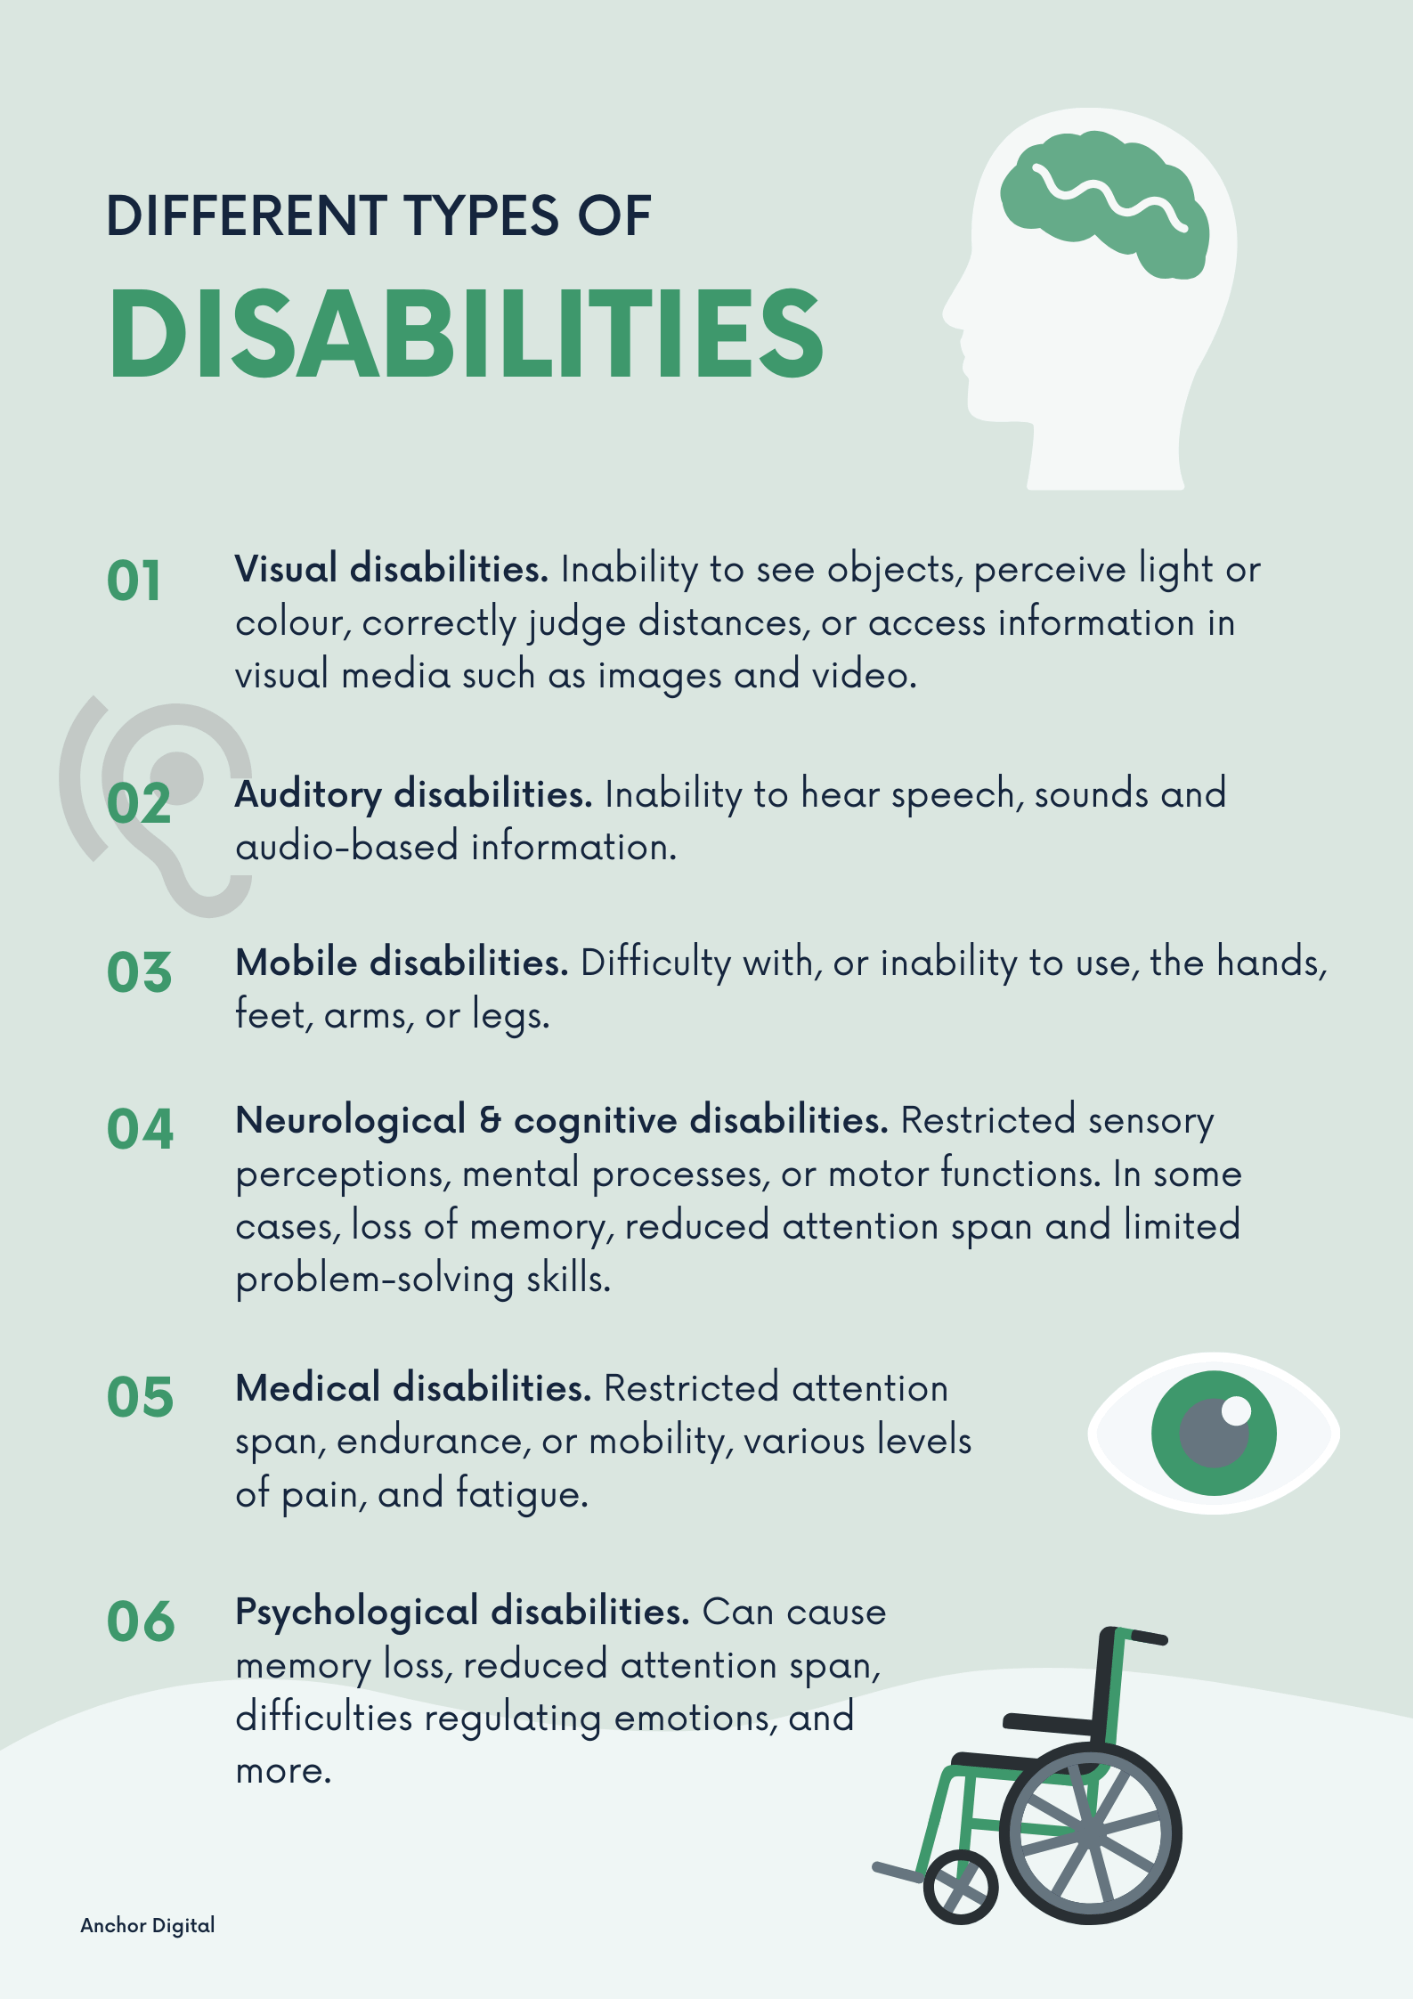 DIFFERENT TYPES OF
DISABILITIES
01
Visual disabilities. Inability to see objects, perceive light or
colour, correctly judge distances, or access information in
visual media such as images and video.
02
Auditory disabilities. Inability to hear speech, sounds and
audio-based information.
03
Mobile disabilities. Difficulty with, or inability to use, the hands,
feet, arms, or legs.
04
Neurological & cognitive disabilities. Restricted sensory
perceptions, mental processes, or motor functions. In some
cases, loss of memory, reduced attention span and limited
problem-solving skills.
05
Medical disabilities. Restricted attention
span, endurance, or mobility, various levels
of pain, and fatigue.
06
Psychological disabilities. Can cause
memory loss, reduced attention span,
difficulties regulating emotions, and
more.
Anchor Digital